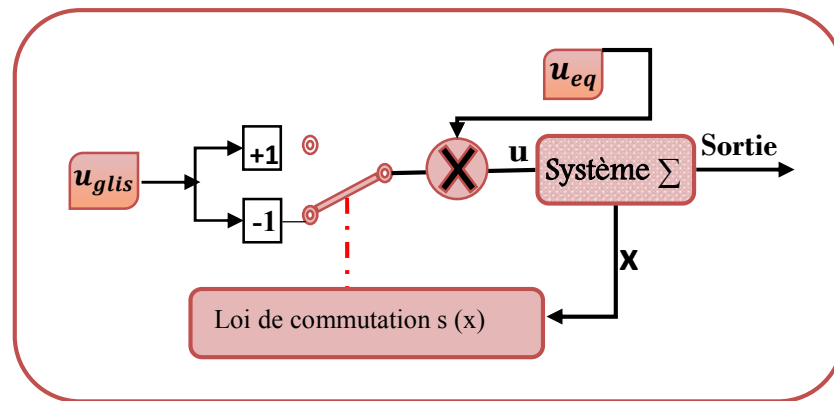 u_eq
+1
u_glis
X
u
Système ∑
Sortie
-1
X
Loi de commutation s (x)